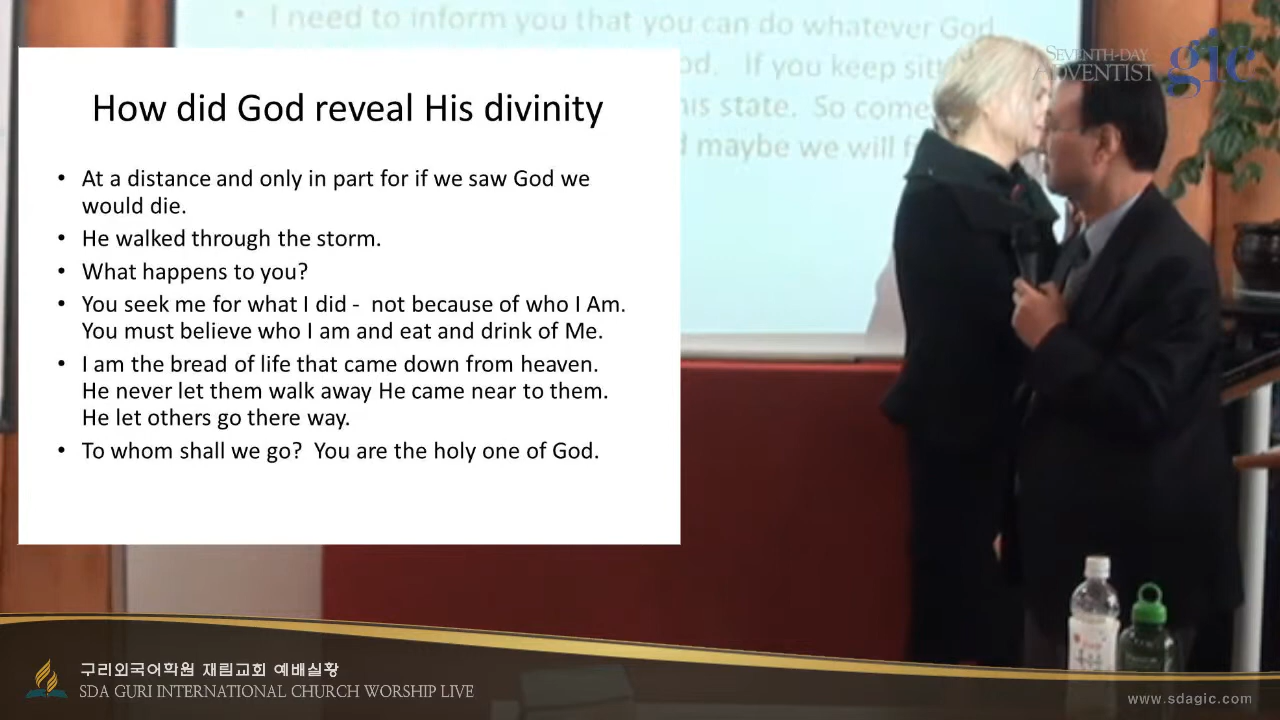 I need to inform you that you can do whatever God
od. If you keep sitt
his state. So come
maybe we will f
SEVENTH-DAY
ADVENTIST
gic
How did God reveal His divinity
• At a distance and only in part for if we saw God we
would die.
• He walked through the storm.
• What happens to you?
• You seek me for what I did - not because of who I Am.
You must believe who I am and eat and drink of Me.
• I am the bread of life that came down from heaven.
He never let them walk away He came near to them.
He let others go there way.
• To whom shall we go? You are the holy one of God.
구리외국어학원 재림교회 예배실황
SDA GURI INTERNATIONAL CHURCH WORSHIP LIVE
www.sdagic.com